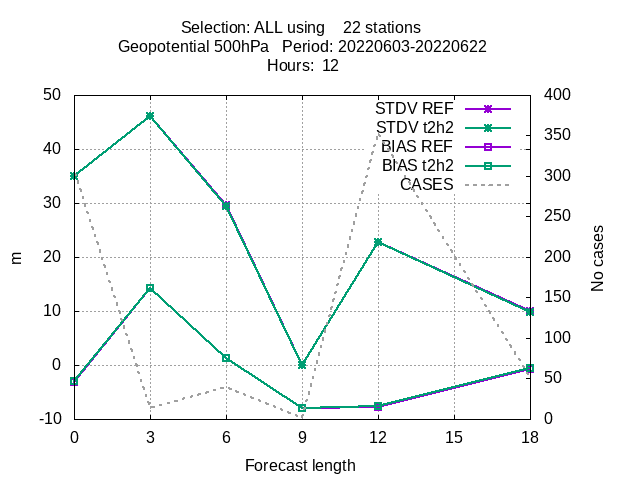 Selection: ALL using    22 stations
Geopotential 500hPa   Period: 20220603-20220622
Hours:  12
50 400
STDV REF
STDV t2h2
40 350
BIAS REF
BIAS t2h2
CASES
30 300
250
20 200
m
No cases
10 150
100
0 50
-10 0
0 3 6 9 12 15 18
Forecast length